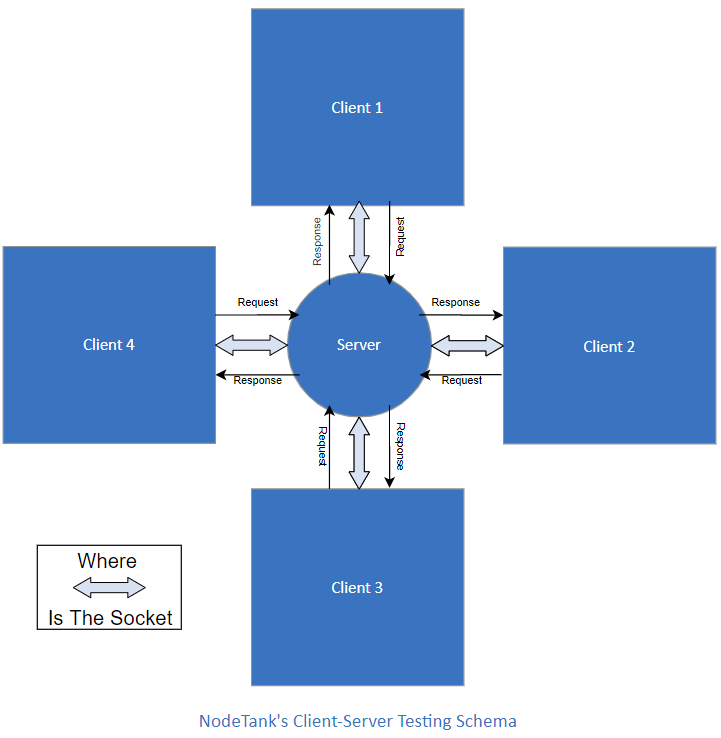 Client 1
Response
Request
Client 4
Request
Response
Server
Response
Request
Client 2
Request
Response
Client 3
Where
Is The Socket
NodeTank's Client-Server Testing Schema